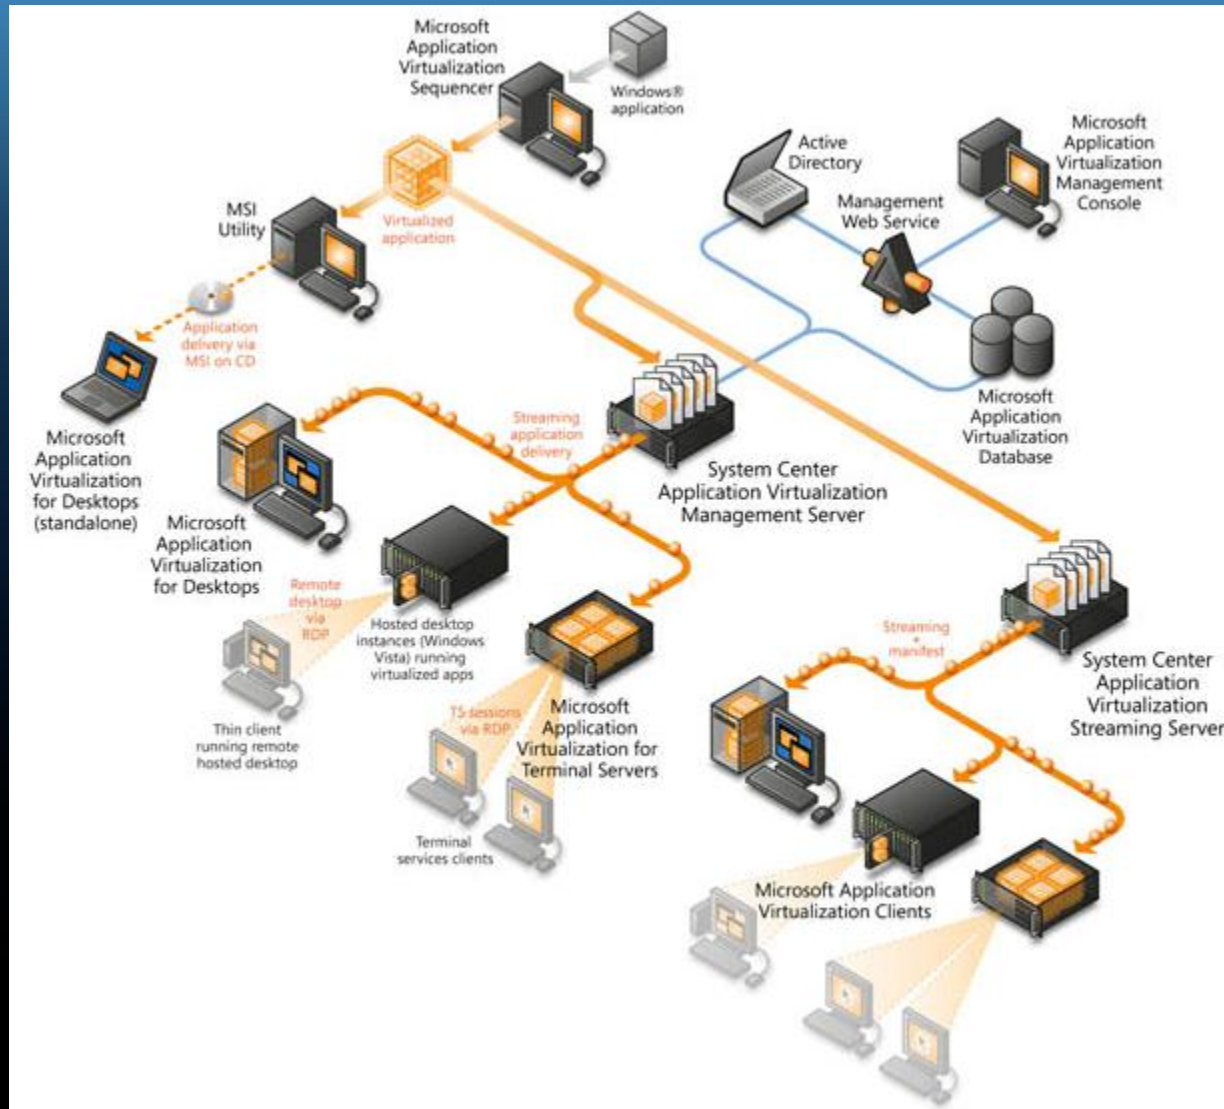 Microsoft
Application
Virtualization
Sequencer
Windows®
application
Active
Directory
Microsoft
Application
Virtualization
Management
Console
Management
Web Service
MSI
Utility
Virtualized
application
Application
delivery via
MSI on CD
Microsoft
Application
Virtualization
Database
Streaming
application
delivery
Microsoft
Application
Virtualization
for Desktops
(standalone)
System Center
Application Virtualization
Management Server
Microsoft
Application
Virtualization
for Desktops
Remote
desktop
via
RDP
Hosted desktop
instances (Windows
Vista) running
virtualized apps
Streaming
+
manifest
System Center
Application
Virtualization
Streaming Server
Thin client
running remote
hosted desktop
TS sessions
via RDP
Microsoft
Application
Virtualization for
Terminal Servers
Terminal
services clients
Microsoft Application
Virtualization Clients